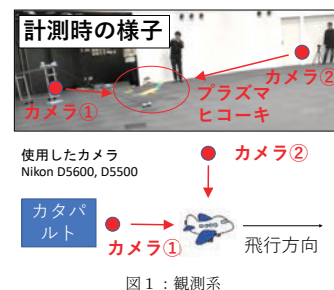 計測時の様子
カメラ②
プラズマ
ヒコーキ
カメラ①
使用したカメラ
Nikon D5600, D5500
カメラ②
カタパ
ルト
カメラ①
飛行方向
図1：観測系